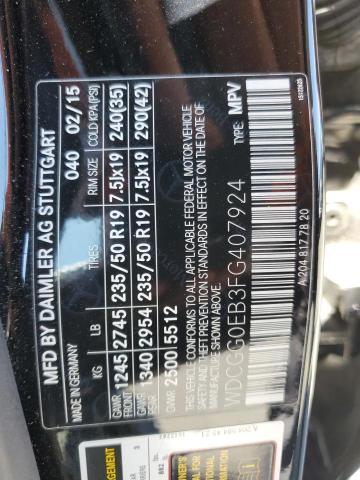 MFD BY DAIMLER AG STUTTGART
040 02/15
KG LB TIRES RIM SIZE COLD KPA(PSI)
GAWR FRONT 1245 2745 235/50 R19 7.5Jx19 240(35)
GAWR REAR 1340 2954 235/50 R19 7.5Jx19 290(42)
GVWR 2500 5512
THIS VEHICLE CONFORMS TO ALL APPLICABLE FEDERAL MOTOR VEHICLE
SAFETY, BUMPER, AND THEFT PREVENTION STANDARDS IN EFFECT ON THE DATE OF
MANUFACTURE SHOWN ABOVE.
WDCGG0EB3FG407924 TYPE: MPV
A 204 817 78 20